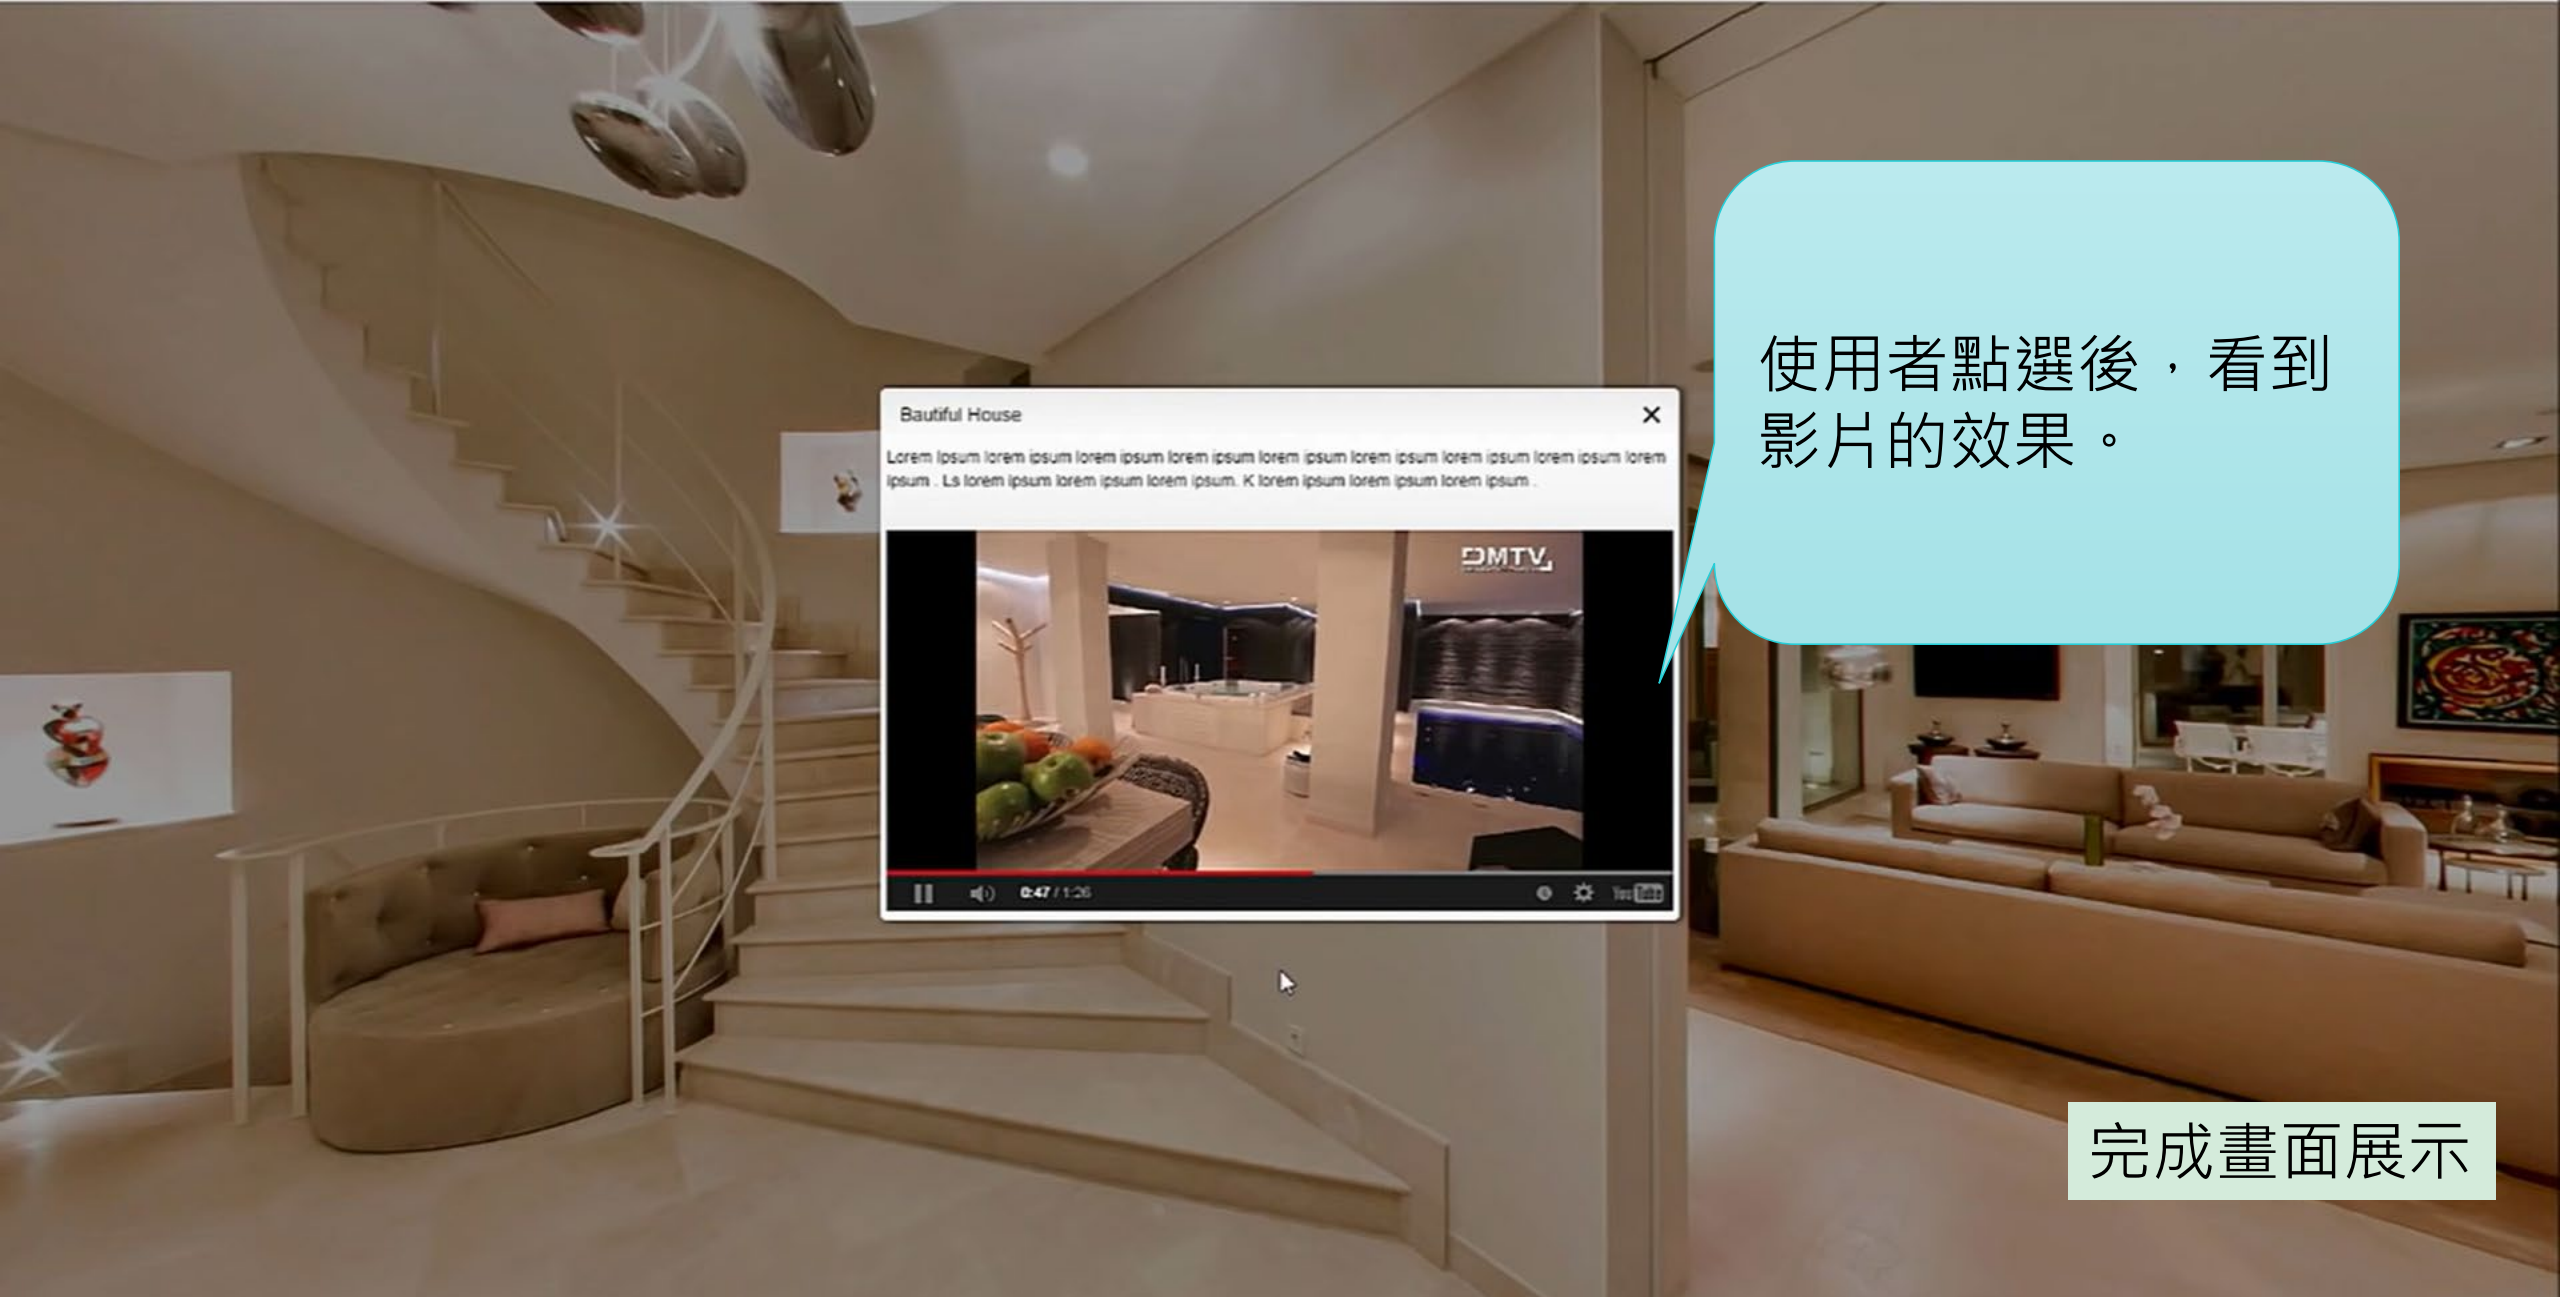 Bautiful House
Lorem Ipsum lorem ipsum lorem ipsum lorem ipsum lorem ipsum lorem ipsum lorem ipsum lorem ipsum lorem
ipsum . Ls lorem ipsum lorem ipsum lorem ipsum. K lorem ipsum lorem ipsum lorem ipsum .
DMTV
0:47 / 1:26
YouTube
使用者點選後，看到
影片的效果。
完成畫面展示